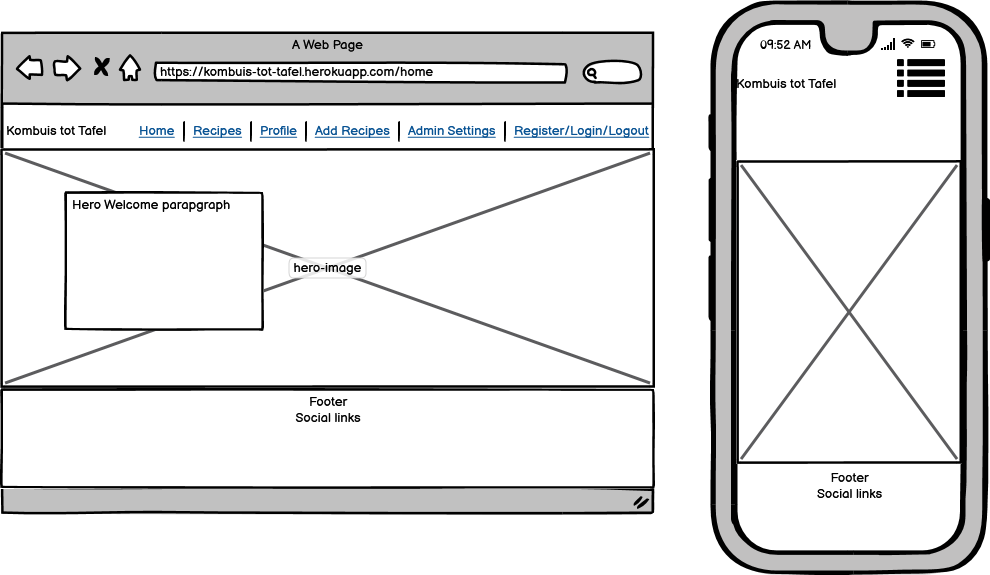 A Web Page
https://kombuis-tot-tafel.herokuapp.com/home
Kombuis tot Tafel Home Recipes Profile Add Recipes Admin Settings Register/Login/Logout
Hero Welcome parapgraph
hero-image
Footer
Social links
09:52 AM
Kombuis tot Tafel
Footer
Social links